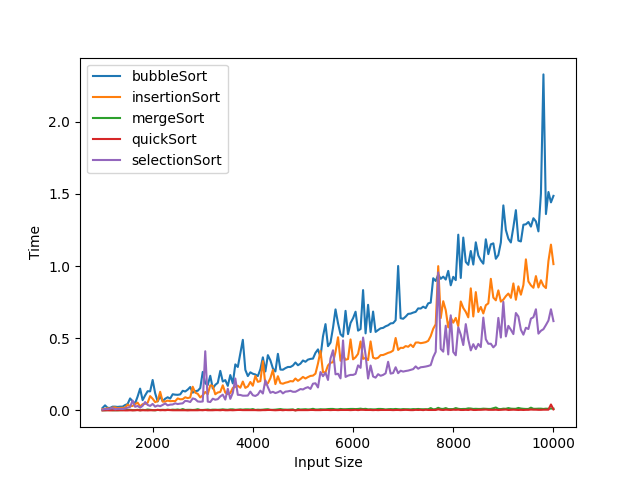 bubbleSort
insertionSort
mergeSort
quickSort
selectionSort
Time
2.0
1.5
1.0
0.5
0.0
2000 4000 6000 8000 10000
Input Size